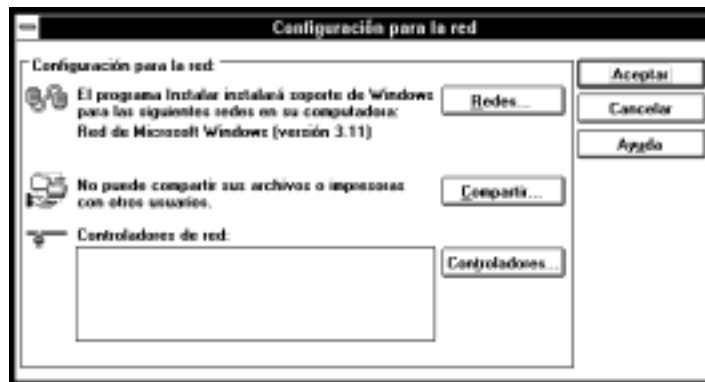 Configuración para la red
Configuración para la red:
El programa Instalar instalará soporte de Windows
para las siguientes redes en su computadora:
Red de Microsoft Windows (versión 3.11)
Redes...
No puede compartir sus archivos o impresoras
con otros usuarios.
Compartir...
Controladores de red:
Controladores...
Aceptar
Cancelar
Ayuda